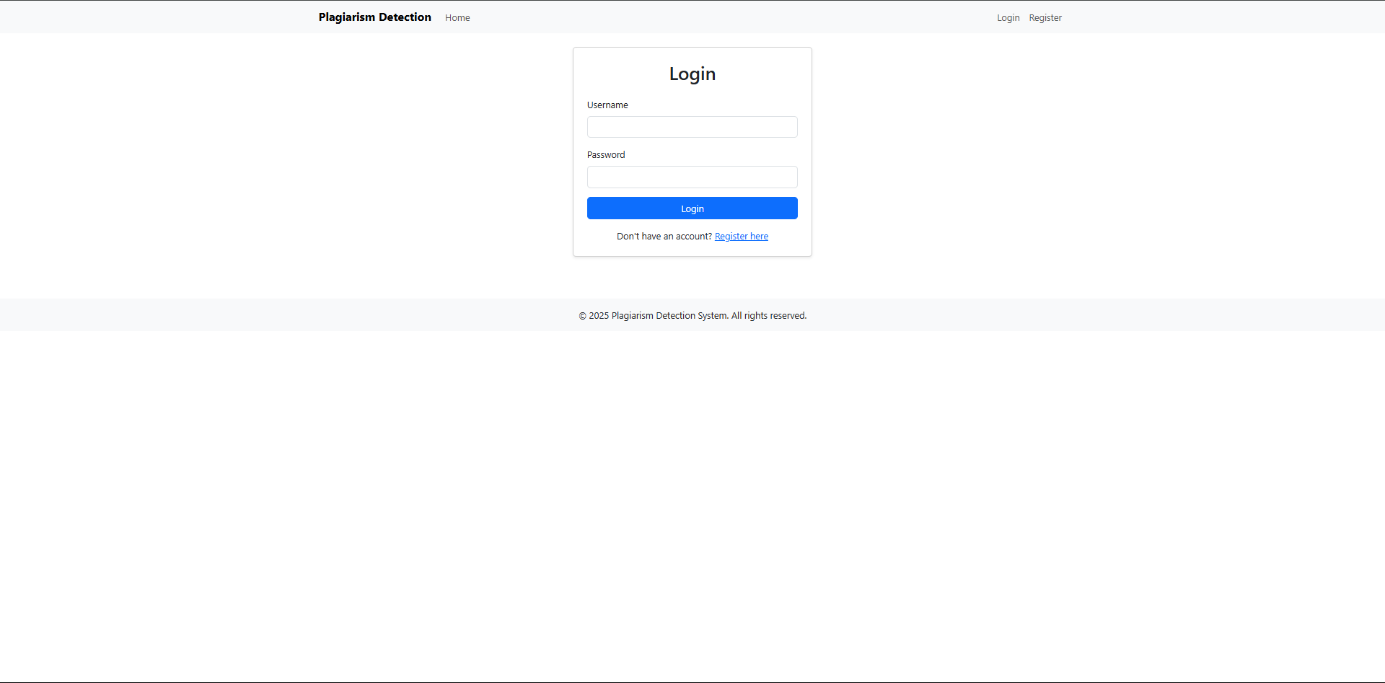 Plagiarism Detection Home Login Register
Login
Username
Password
Login
Don't have an account? Register here
© 2025 Plagiarism Detection System. All rights reserved.